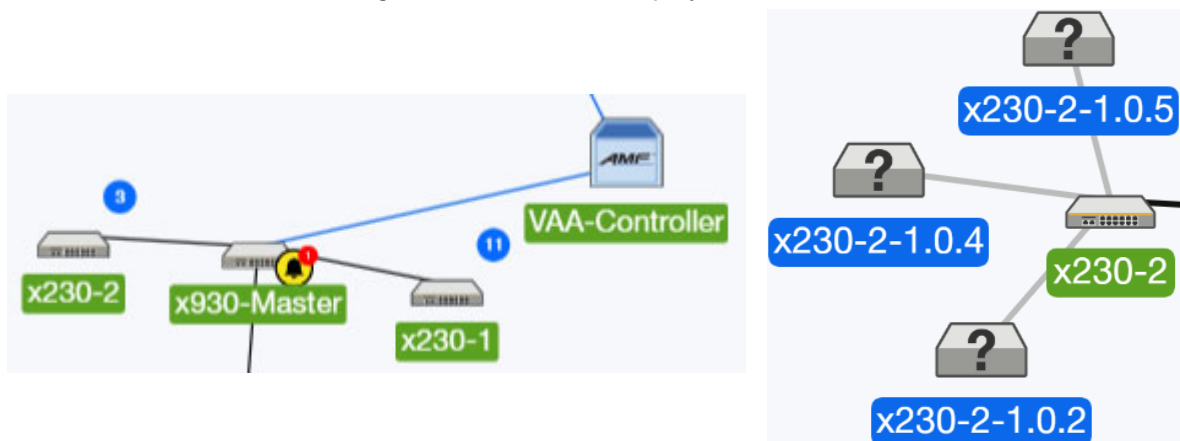 3
AMF
VAA-Controller
11
x230-2
x930-Master
1
x230-1
?
x230-2-1.0.5
?
x230-2-1.0.4
x230-2
?
x230-2-1.0.2